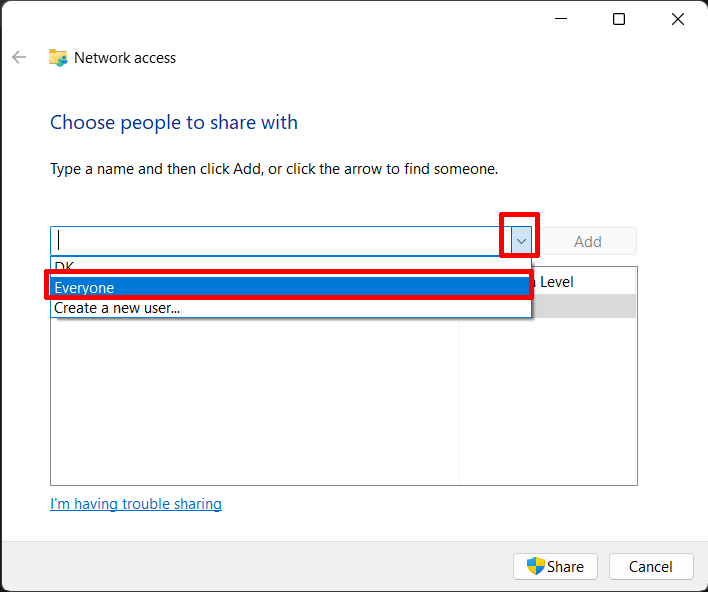 Network access
Choose people to share with
Type a name and then click Add, or click the arrow to find someone.
Add
DK
Everyone
Level
Create a new user...
I'm having trouble sharing
Share
Cancel